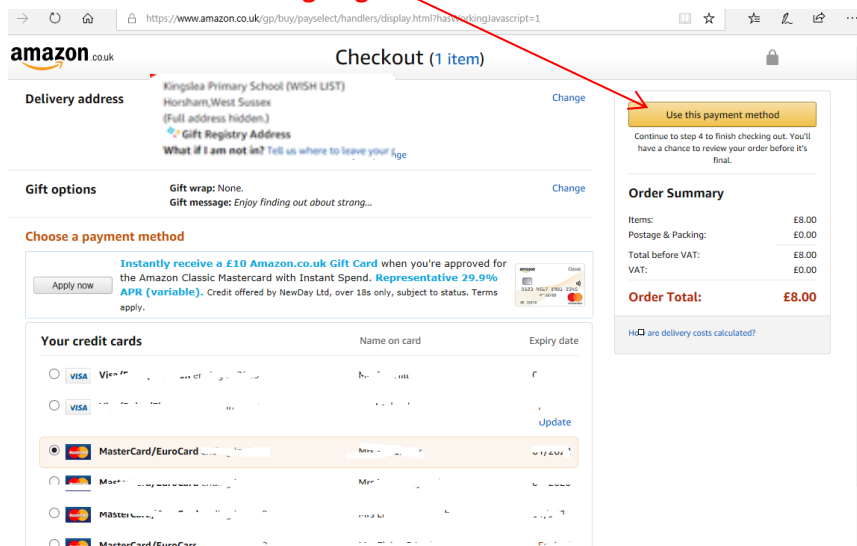 https://www.amazon.co.uk/gp/buy/payselect/handlers/display.html?hasWorkingJavascript=1
amazon.co.uk
Checkout (1 item)
Delivery address
Kingslea Primary School (WISH LIST)
Horsham,West Sussex
(Full address hidden.)
Gift Registry Address
What if I am not in? Tell us where to leave your
Change
Gift options
Gift wrap: None.
Gift message: Enjoy finding out about strang...
Change
Choose a payment method
Apply now
Instantly receive a £10 Amazon.co.uk Gift Card when you're approved for
the Amazon Classic Mastercard with Instant Spend. Representative 29.9%
APR (variable). Credit offered by NewDay Ltd, over 18s only, subject to status. Terms
apply.
amazon Classic
Your credit cards
Name on card
Expiry date
VISA
VISA
Update
MasterCard/EuroCard
MasterCard/EuroCard
Use this payment method
Continue to step 4 to finish checking out. You'll
have a chance to review your order before it's
final.
Order Summary
Items: £8.00
Postage & Packing: £0.00
Total before VAT: £8.00
VAT: £0.00
Order Total: £8.00
are delivery costs calculated?